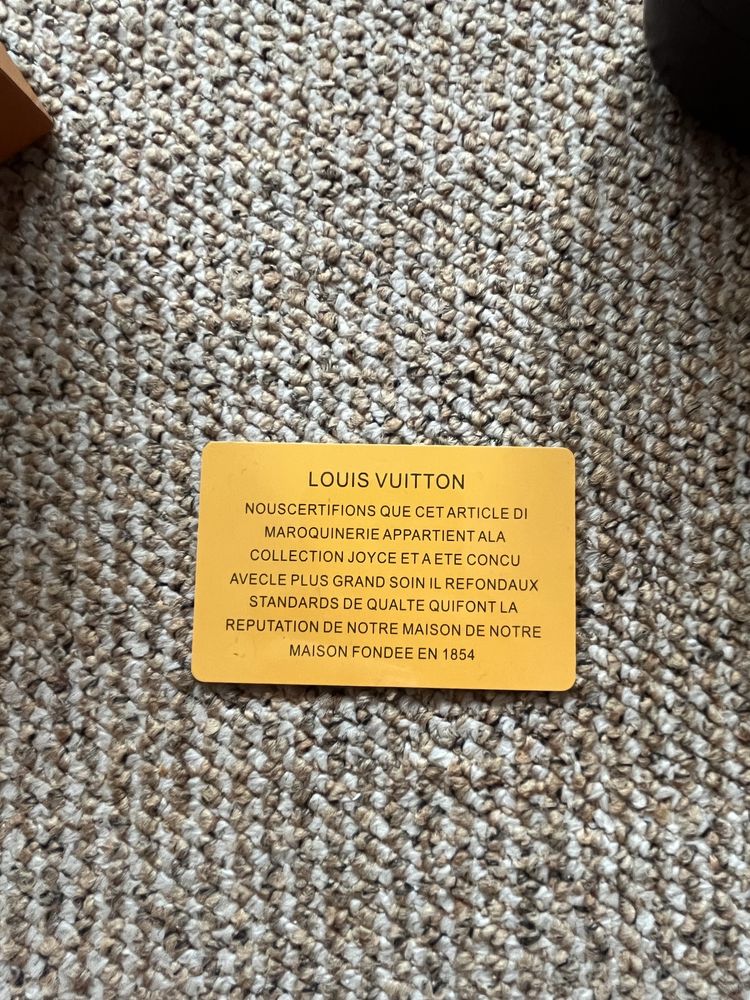 LOUIS VUITTON
NOUSCERTIFIONS QUE CET ARTICLE DI
MAROQUINERIE APPARTIENT ALA
COLLECTION JOYCE ET A ETE CONCU
AVECLE PLUS GRAND SOIN IL REFONDAUX
STANDARDS DE QUALTE QUIFONT LA
REPUTATION DE NOTRE MAISON DE NOTRE
MAISON FONDEE EN 1854